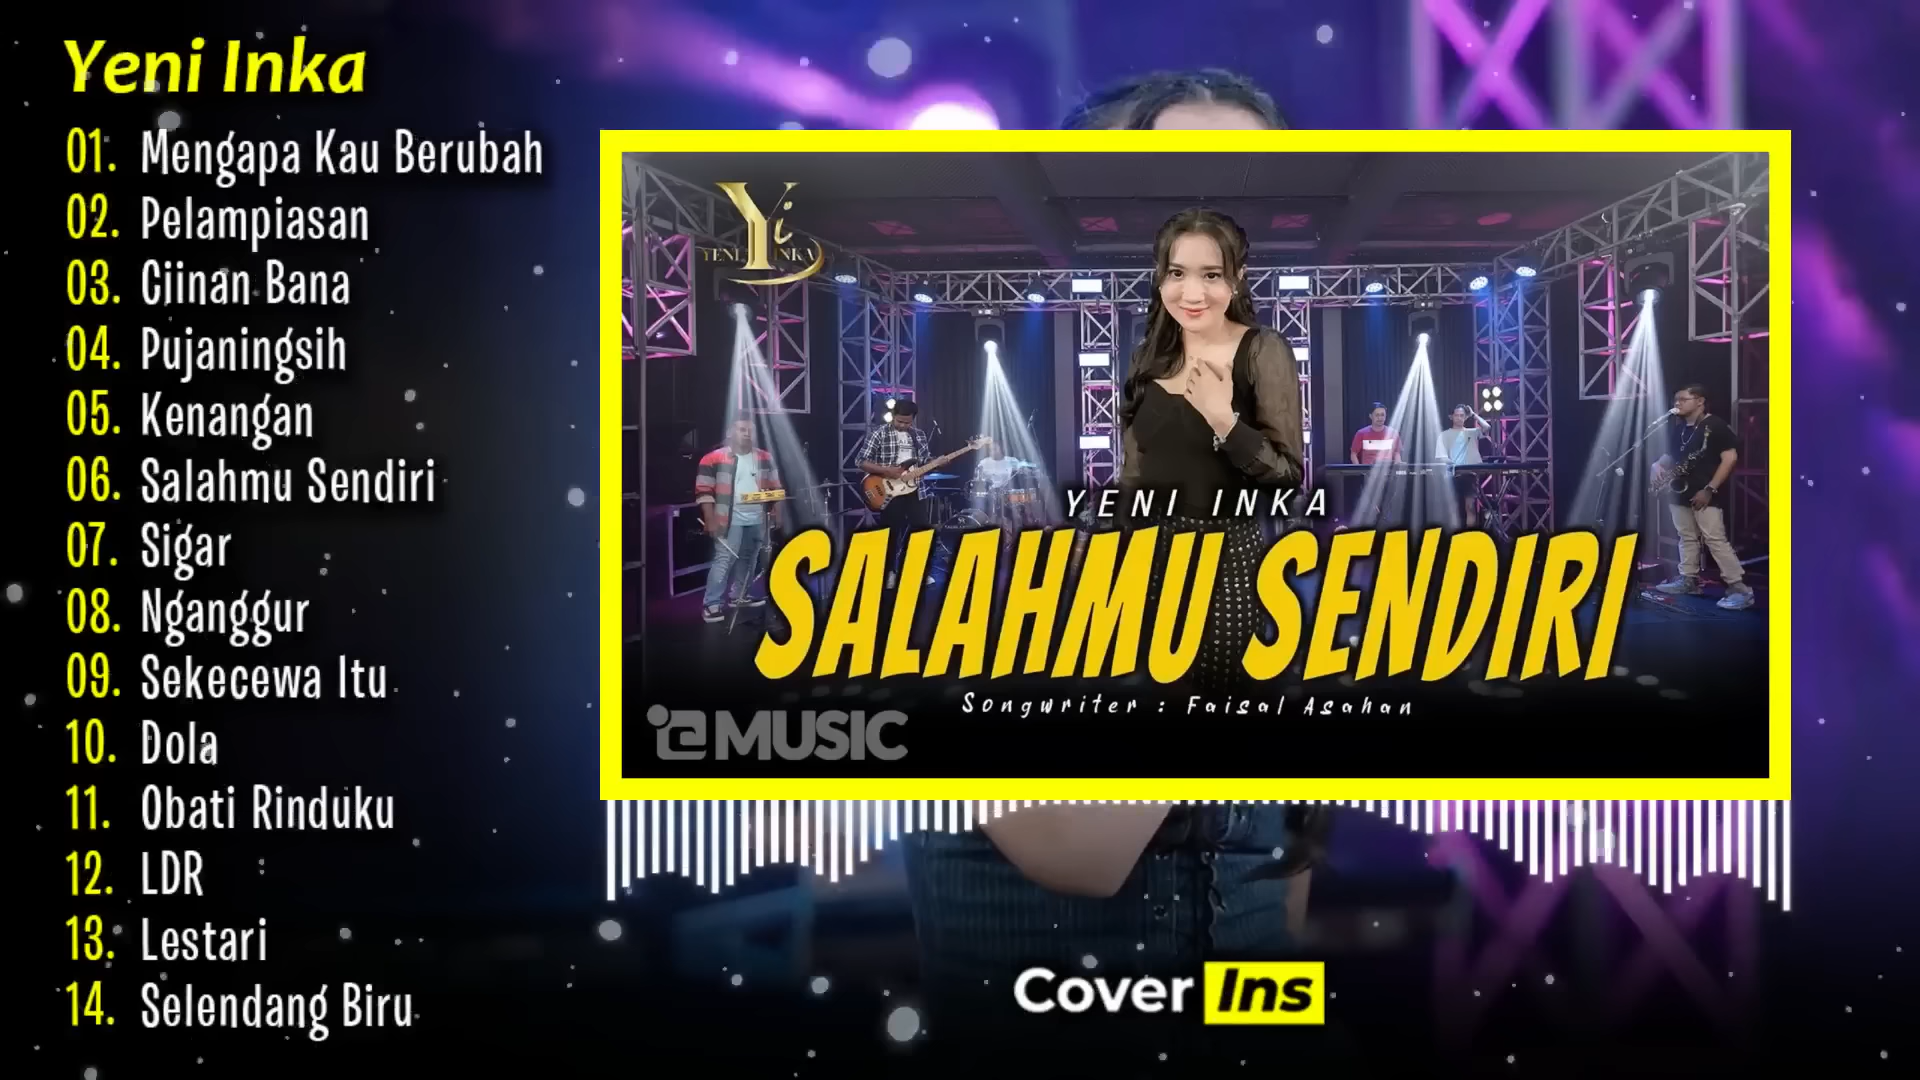 Yeni Inka
01. Mengapa Kau Berubah
02. Pelampiasan
03. Ciinan Bana
04. Pujaningsih
05. Kenangan
06. Salahmu Sendiri
07. Sigar
08. Nganggur
09. Sekecewa Itu
10. Dola
11. Obati Rinduku
12. LDR
13. Lestari
14. Selendang Biru
Yi
YENI INKA
YENI INKA
SALAHMU SENDIRI
Songwriter : Faisal Asahan
MUSIC
Cover Ins